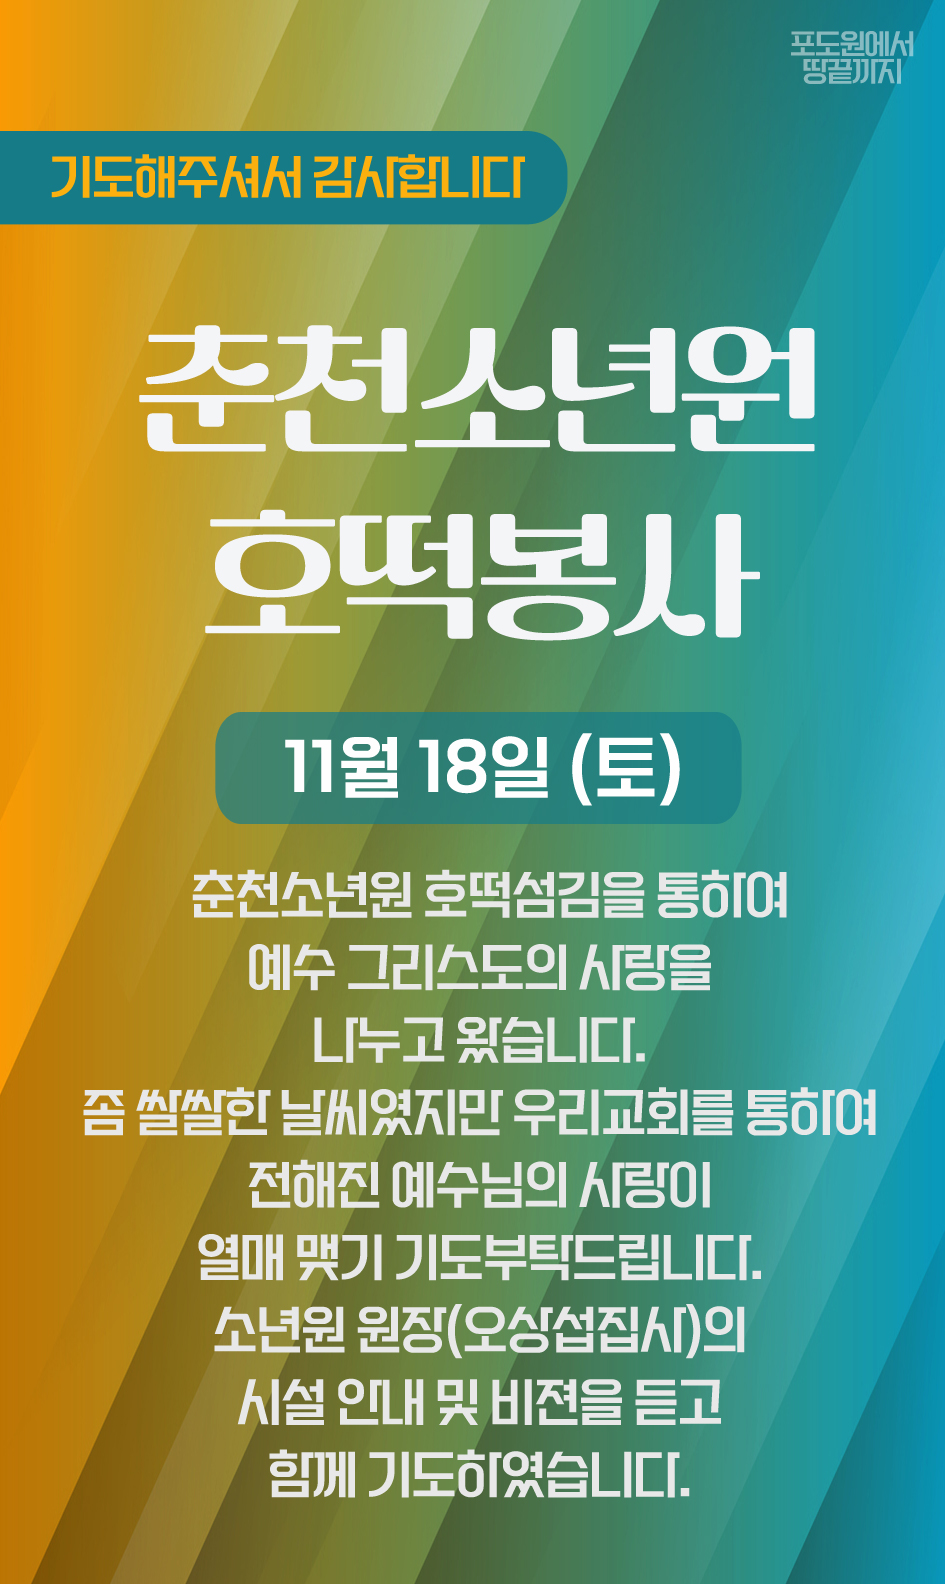 포도원에서
땅끝까지
기도해주셔서 감사합니다
춘천소년원
호떡봉사
11월 18일 (토)
춘천소년원 호떡섬김을 통하여
예수 그리스도의 사랑을
나누고 왔습니다.
좀 쌀쌀한 날씨였지만 우리교회를 통하여
전해진 예수님의 사랑이
열매 맺기 기도부탁드립니다.
소년원 원장(오상섭집사)의
시설 안내 및 비젼을 듣고
함께 기도하였습니다.